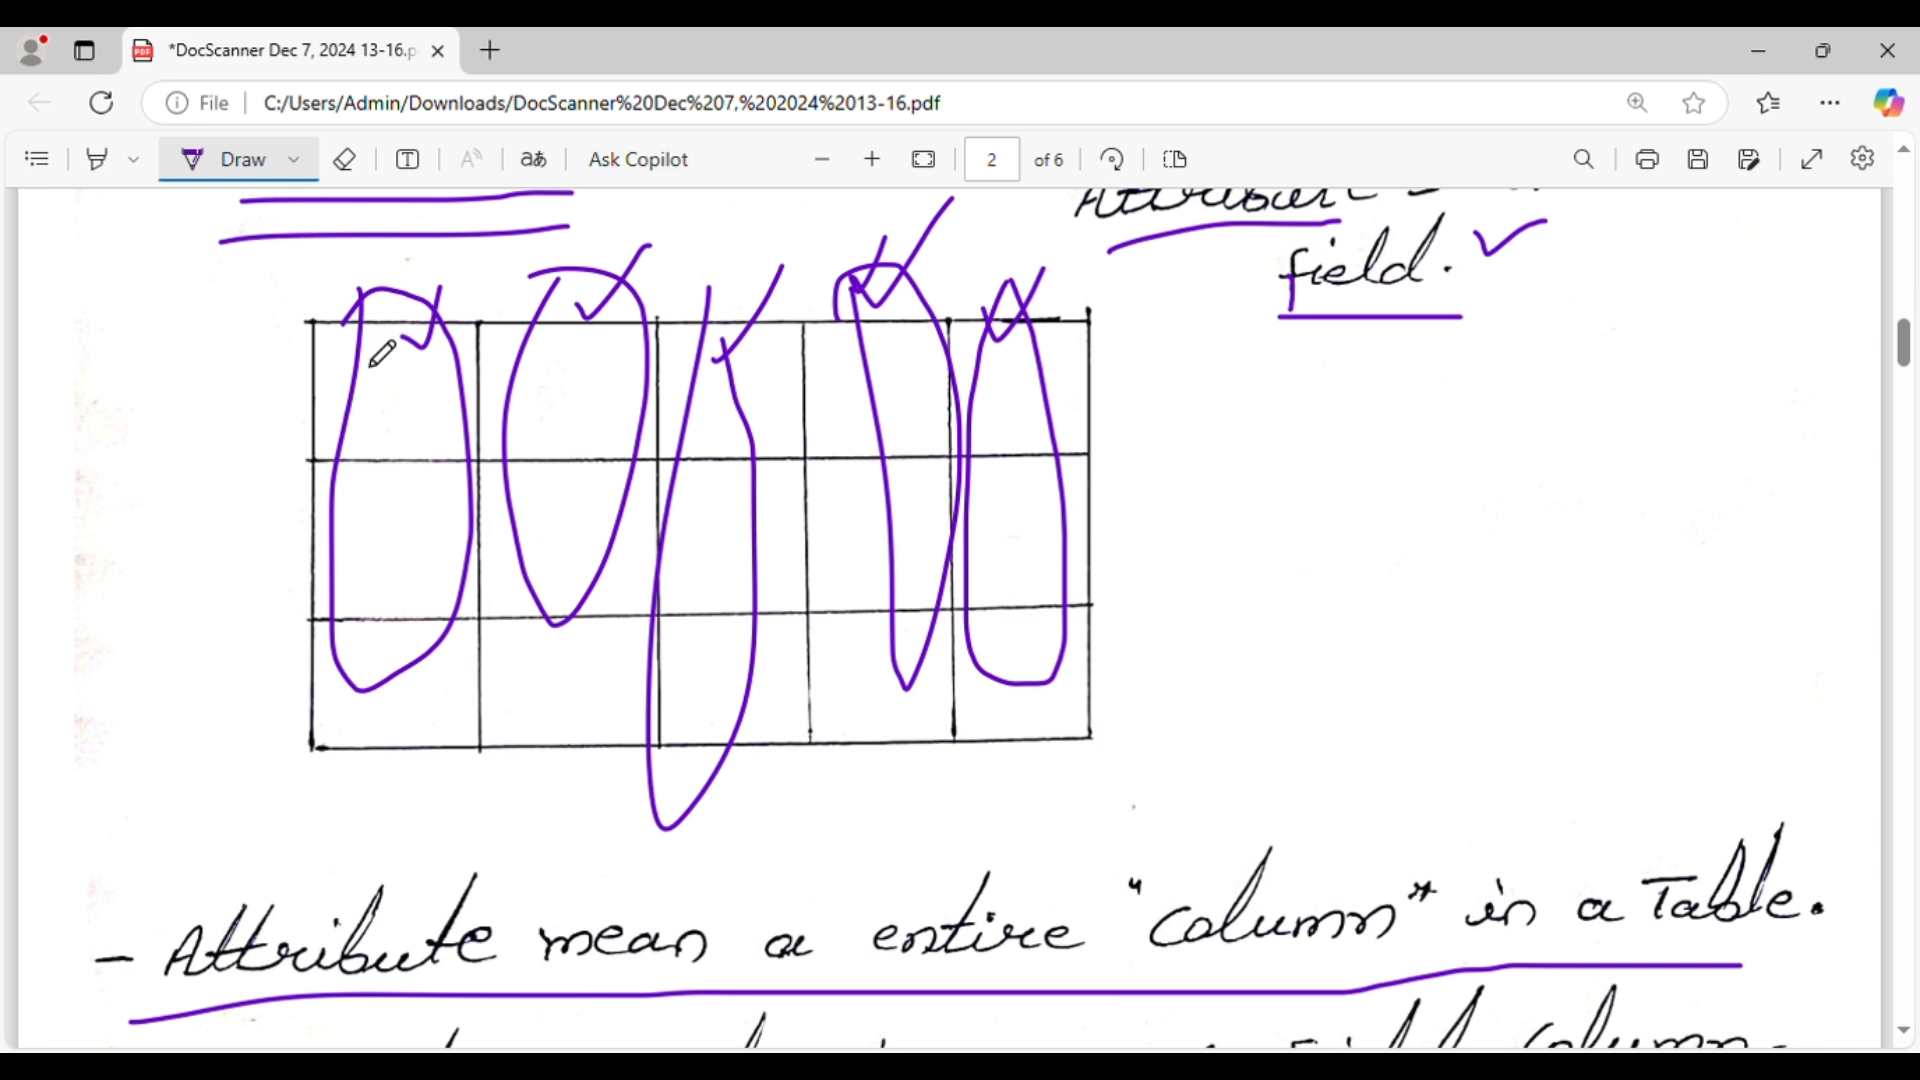 *DocScanner Dec 7, 2024 13-16.p
File C:/Users/Admin/Downloads/DocScanner%20Dec%207,%202024%2013-16.pdf
Draw Ask Copilot 2 of 6
field.
- Attribute mean a entire "column" in a Table.